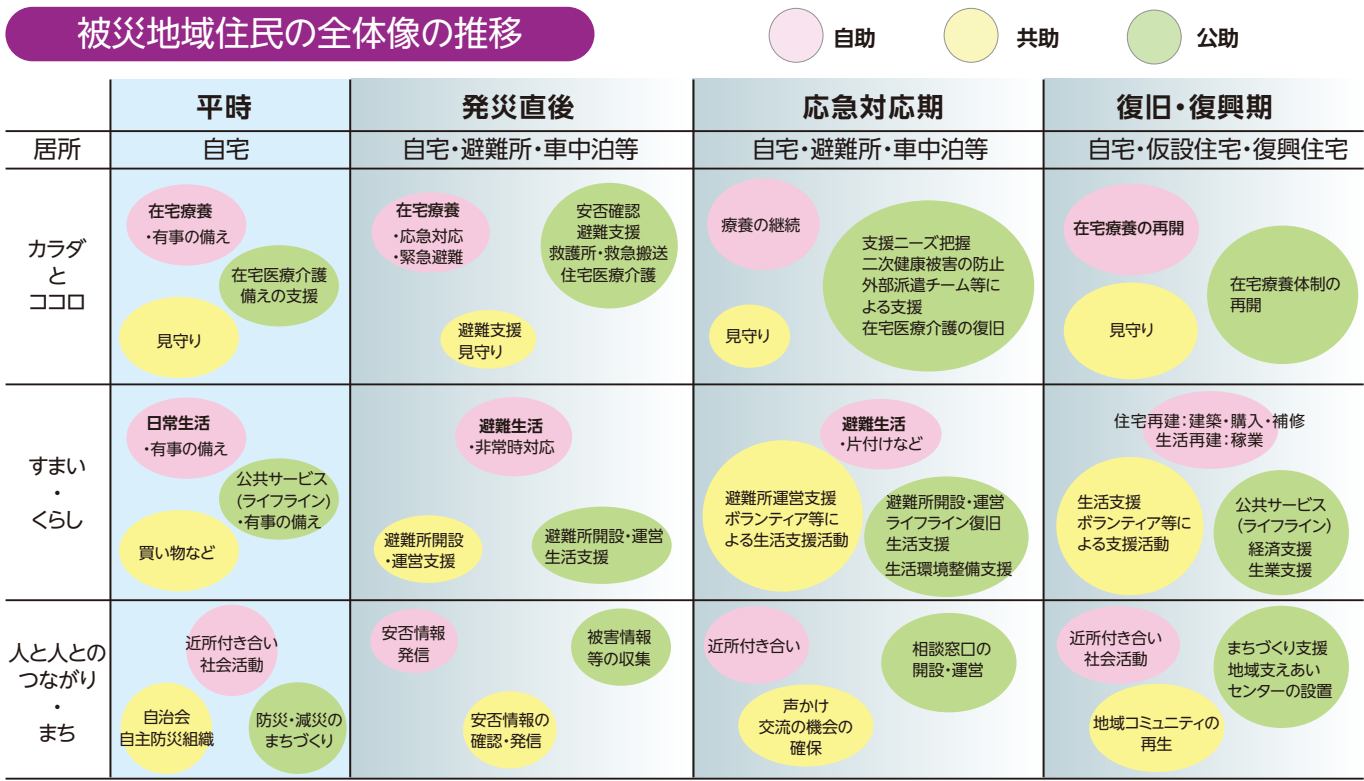 被災地域住民の全体像の推移
自助
共助
公助
平時
発災直後
応急対応期
復旧・復興期
居所
自宅
自宅・避難所・車中泊等
自宅・避難所・車中泊等
自宅・仮設住宅・復興住宅
カラダ
と
ココロ
在宅療養
・有事の備え
在宅医療介護
備えの支援
見守り
在宅療養
・応急対応
・緊急避難
安否確認
避難支援
救護所・救急搬送
住宅医療介護
避難支援
見守り
療養の継続
支援ニーズ把握
二次健康被害の防止
外部派遣チーム等に
よる支援
在宅医療介護の復旧
見守り
在宅療養の再開
在宅療養体制の
再開
見守り
すまい
・
くらし
日常生活
・有事の備え
公共サービス
(ライフライン)
・有事の備え
買い物など
避難生活
・非常時対応
避難所開設
・運営支援
避難所開設・運営
生活支援
避難生活
・片付けなど
避難所運営支援
ボランティア等に
よる生活支援活動
避難所開設・運営
ライフライン復旧
生活支援
生活環境整備支援
住宅再建：建築・購入・補修
生活再建：稼業
生活支援
ボランティア等に
よる支援活動
公共サービス
(ライフライン)
経済支援
生業支援
人と人との
つながり
・
まち
近所付き合い
社会活動
自治会
自主防災組織
防災・減災の
まちづくり
安否情報
発信
被害情報
等の収集
安否情報の
確認・発信
近所付き合い
相談窓口の
開設・運営
声かけ
交流の機会の
確保
近所付き合い
社会活動
まちづくり支援
地域支えあい
センターの設置
地域コミュニティの
再生